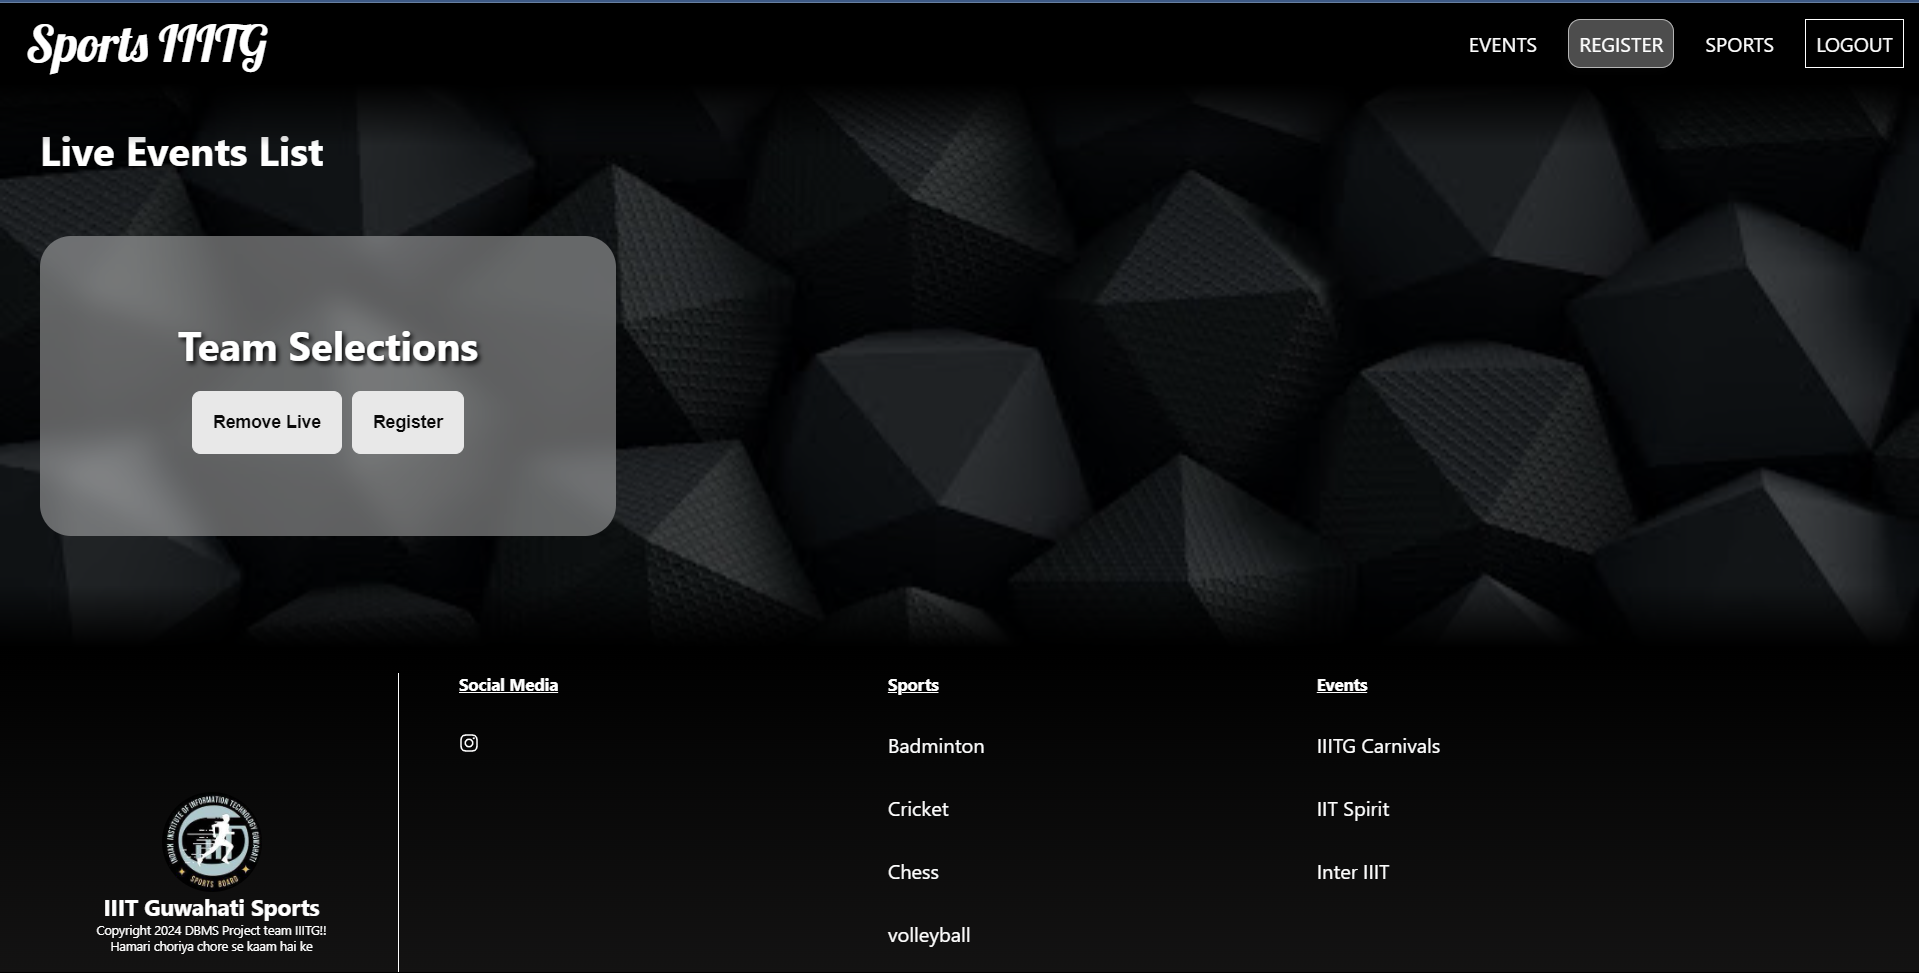 Sports IIITG
EVENTS
REGISTER
SPORTS
LOGOUT
Live Events List
Team Selections
Remove Live
Register
Social Media
Sports
Badminton
Cricket
Chess
volleyball
Events
IIITG Carnivals
IIT Spirit
Inter IIIT
INDIAN INSTITUTE OF INFORMATION TECHNOLOGY GUWAHATI
SPORTS BOARD
IIIT Guwahati Sports
Copyright 2024 DBMS Project team IIITG!!
Hamari choriya chore se kaam hai ke